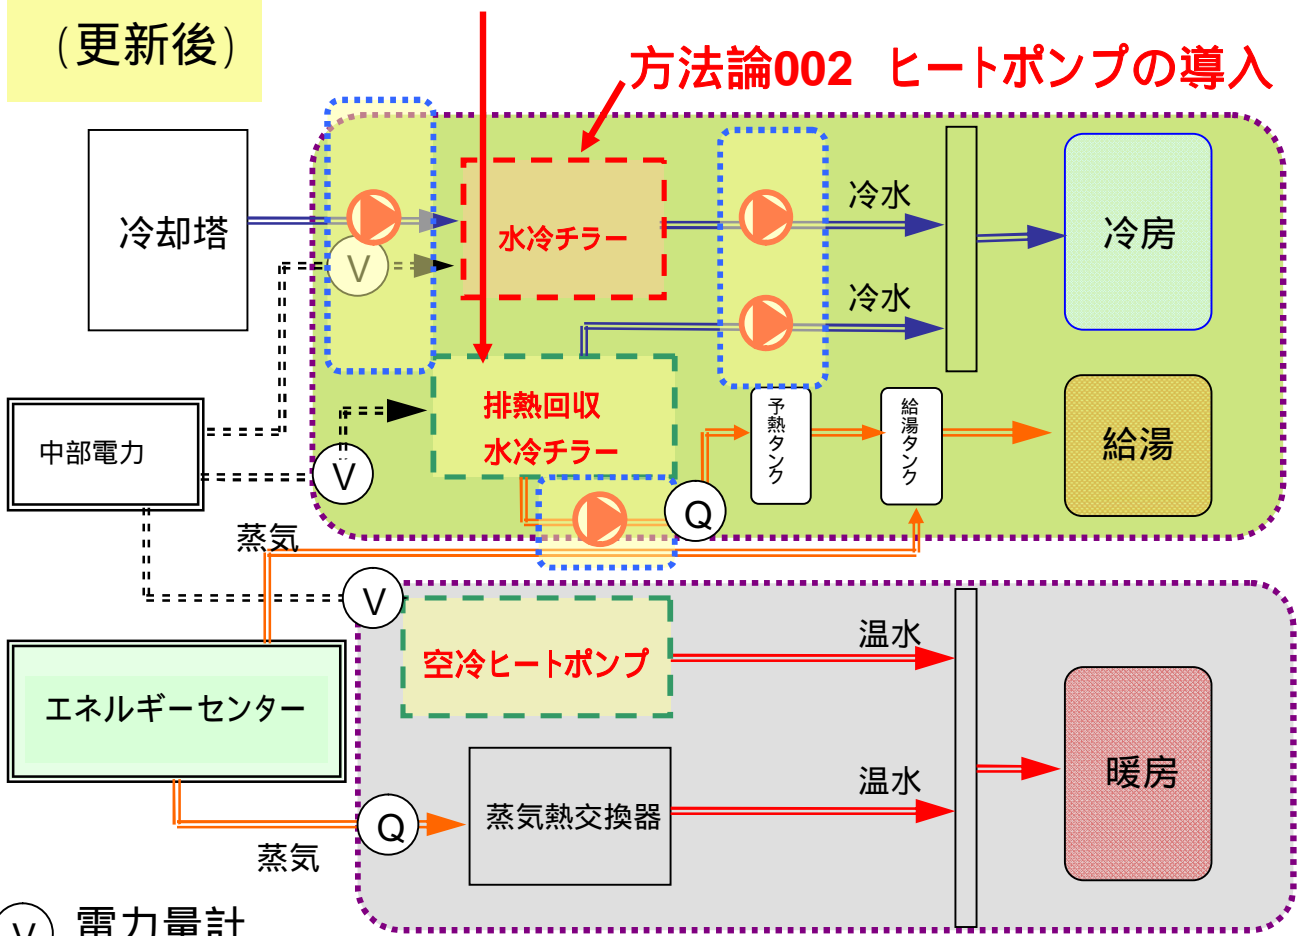 (更新後)
方法論002 ヒートポンプの導入
冷却塔
水冷チラー
冷水
冷房
V
冷水
排熱回収
水冷チラー
予熱タンク
給湯タンク
給湯
中部電力
V
Q
蒸気
V
空冷ヒートポンプ
温水
エネルギーセンター
暖房
温水
Q
蒸気熱交換器
蒸気
V 電力量計